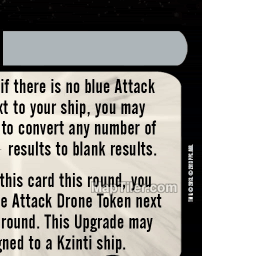 if there is no blue Attack
xt to your ship, you may
to convert any number of
results to blank results.
this card this round, you
e Attack Drone Token next
round. This Upgrade may
gned to a Kzinti ship.